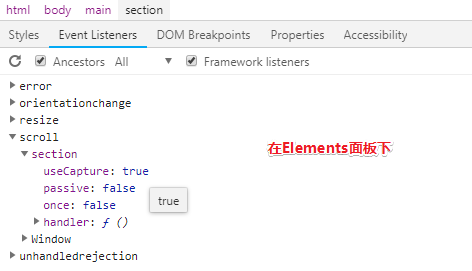 html body main section
Styles Event Listeners DOM Breakpoints Properties Accessibility
Ancestors All Framework listeners
error
orientationchange
resize
scroll
section
useCapture: true
passive: false
once: false
true
handler: ƒ ()
Window
unhandledrejection
在Elements面板下